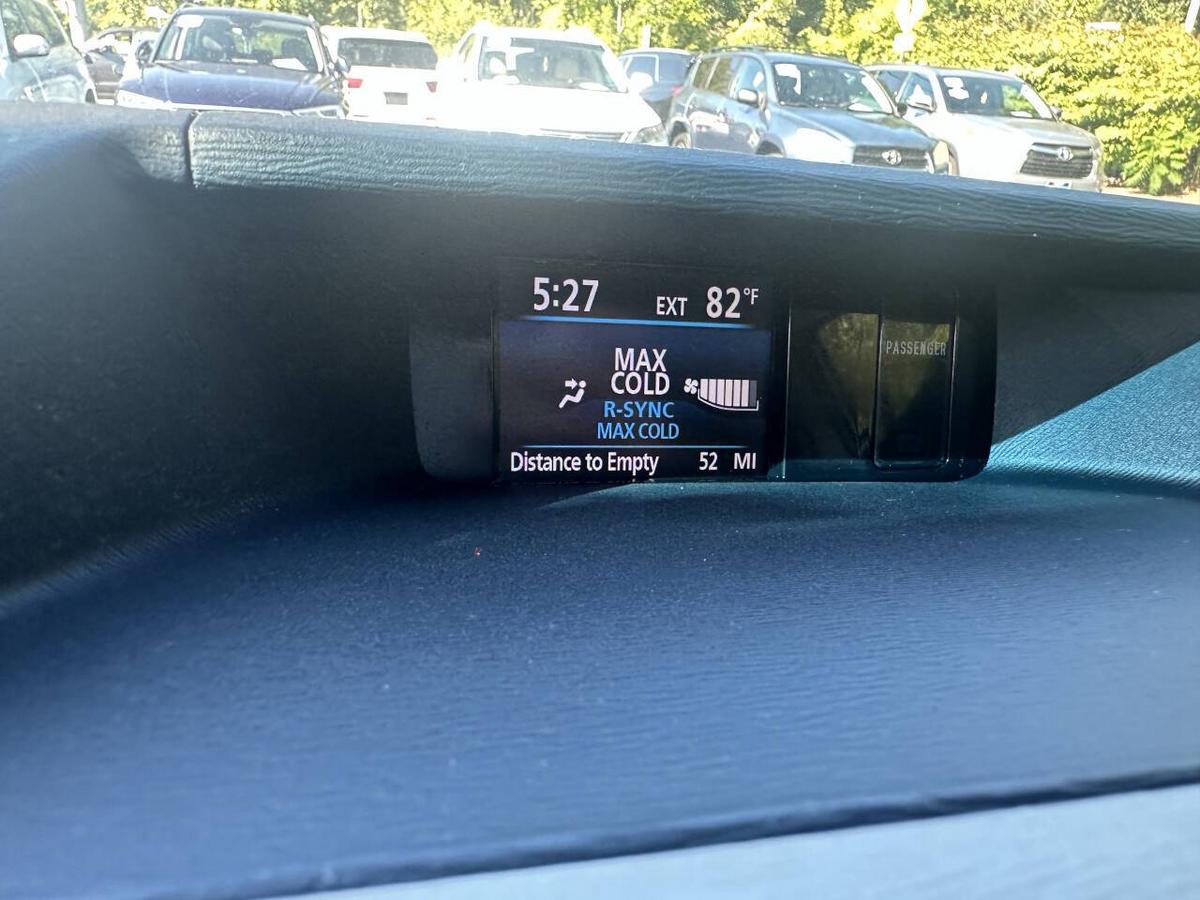 5:27 EXT 82°F
MAX
COLD
R-SYNC
MAX COLD
Distance to Empty 52 MI
PASSENGER